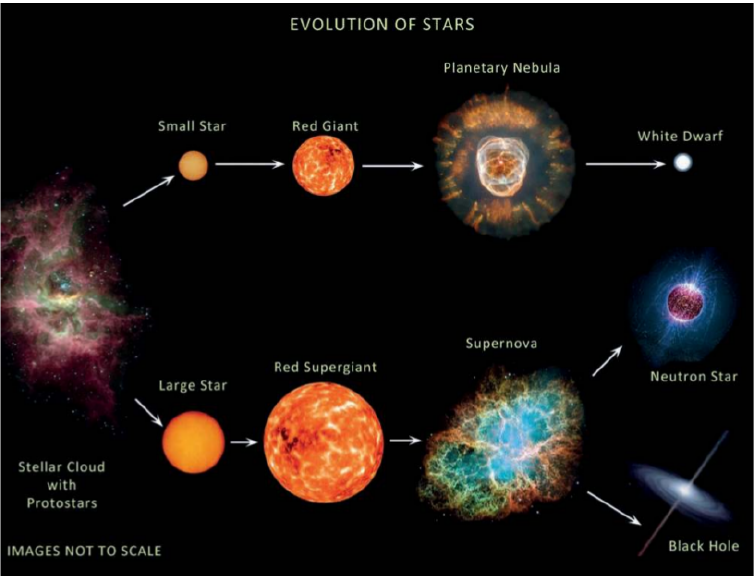 EVOLUTION OF STARS
Planetary Nebula
Small Star
Red Giant
White Dwarf
Supernova
Neutron Star
Red Supergiant
Large Star
Stellar Cloud
with
Protostars
Black Hole
IMAGES NOT TO SCALE